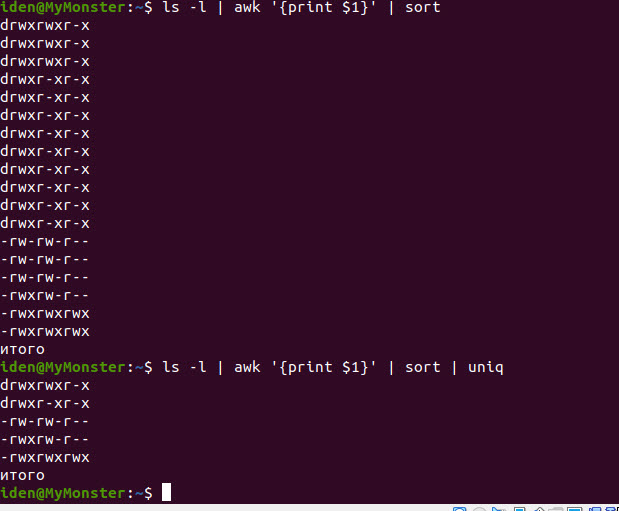 iden@MyMonster:~$ ls -l | awk '{print $1}' | sort
drwxrwxr-x
drwxrwxr-x
drwxrwxr-x
drwxr-xr-x
drwxr-xr-x
drwxr-xr-x
drwxr-xr-x
drwxr-xr-x
drwxr-xr-x
drwxr-xr-x
drwxr-xr-x
drwxr-xr-x
-rw-rw-r--
-rw-rw-r--
-rw-rw-r--
-rwxrw-r--
-rwxrwxrwx
-rwxrwxrwx
итого
iden@MyMonster:~$ ls -l | awk '{print $1}' | sort | uniq
drwxrwxr-x
drwxr-xr-x
-rw-rw-r--
-rwxrw-r--
-rwxrwxrwx
итого
iden@MyMonster:~$